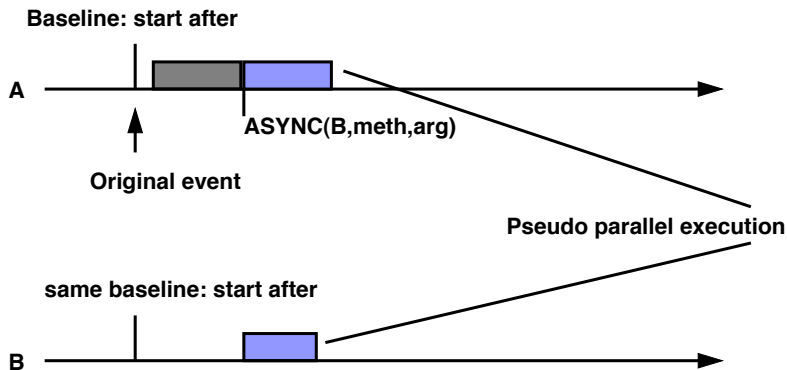 Baseline: start after
A
ASYNC(B,meth,arg)
Original event
Pseudo parallel execution
same baseline: start after
B